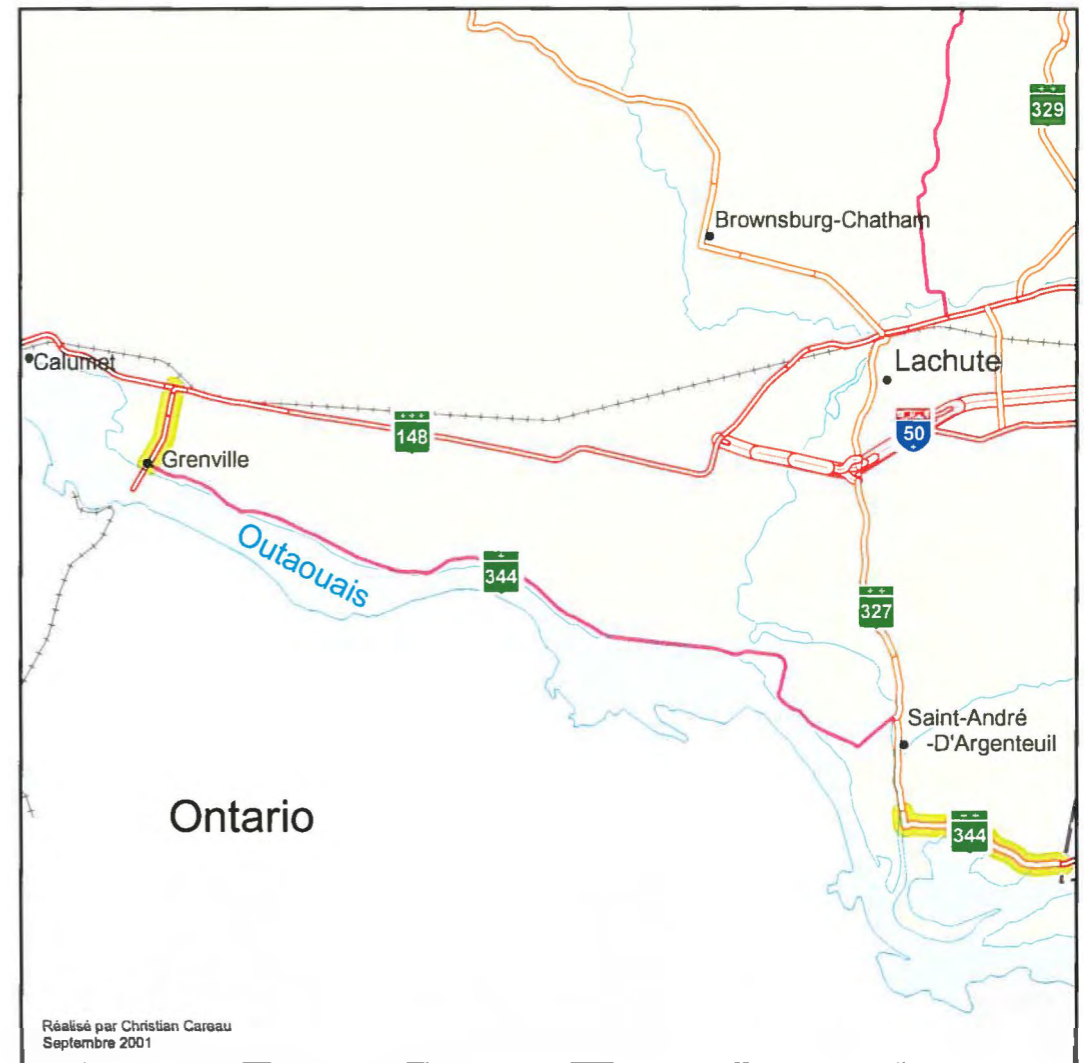 329
Brownsburg-Chatham
Calumet
Lachute
148
50
Grenville
Outaouais
344
327
Saint-André
-D'Argenteuil
Ontario
344
Réalisé par Christian Careau
Septembre 2001